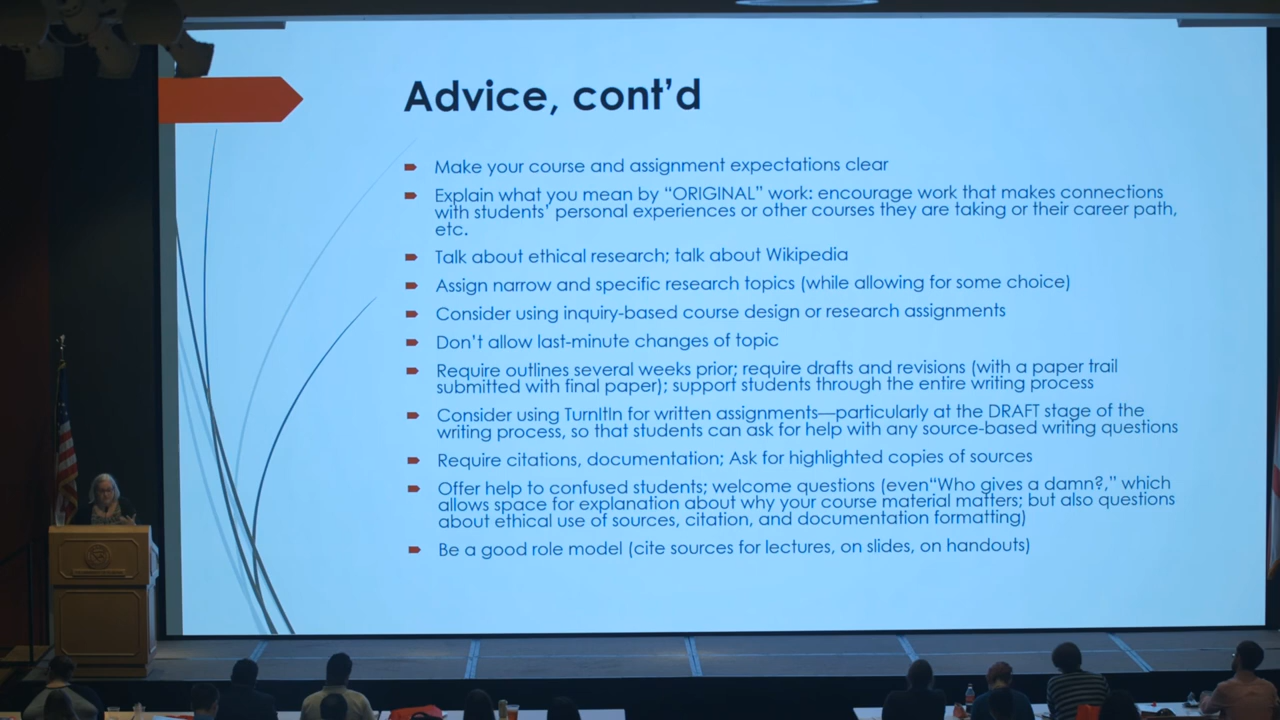 Advice, cont’d
Make your course and assignment expectations clear
Explain what you mean by “ORIGINAL” work: encourage work that makes connections
with students’ personal experiences or other courses they are taking or their career path,
etc.
Talk about ethical research; talk about Wikipedia
Assign narrow and specific research topics (while allowing for some choice)
Consider using inquiry-based course design or research assignments
Don’t allow last-minute changes of topic
Require outlines several weeks prior; require drafts and revisions (with a paper trail
submitted with final paper); support students through the entire writing process
Consider using TurnItIn for written assignments—particularly at the DRAFT stage of the
writing process, so that students can ask for help with any source-based writing questions
Require citations, documentation; Ask for highlighted copies of sources
Offer help to confused students; welcome questions (even“Who gives a damn?,” which
allows space for explanation about why your course material matters; but also questions
about ethical use of sources, citation, and documentation formatting)
Be a good role model (cite sources for lectures, on slides, on handouts)